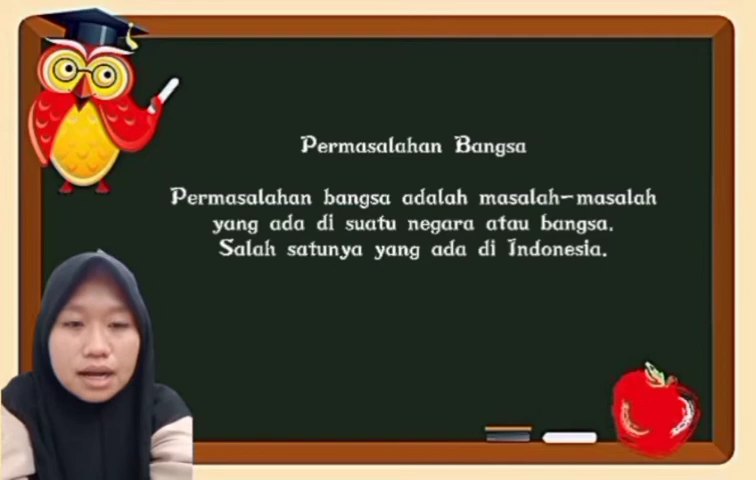 Permasalahan Bangsa
Permasalahan bangsa adalah masalah-masalah
yang ada di suatu negara atau bangsa.
Salah satunya yang ada di Indonesia.